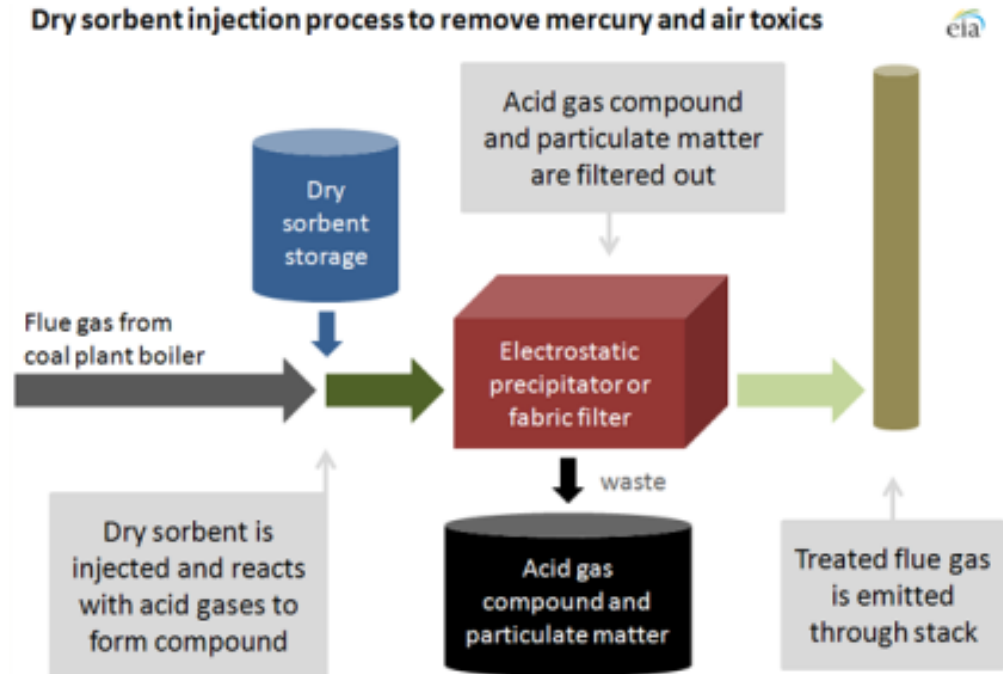 Dry sorbent injection process to remove mercury and air toxics
eia
Acid gas compound
and particulate matter
are filtered out
Dry
sorbent
storage
Flue gas from
coal plant boiler
Electrostatic
precipitator or
fabric filter
waste
Dry sorbent is
injected and reacts
with acid gases to
form compound
Acid gas
compound and
particulate matter
Treated flue gas
is emitted
through stack